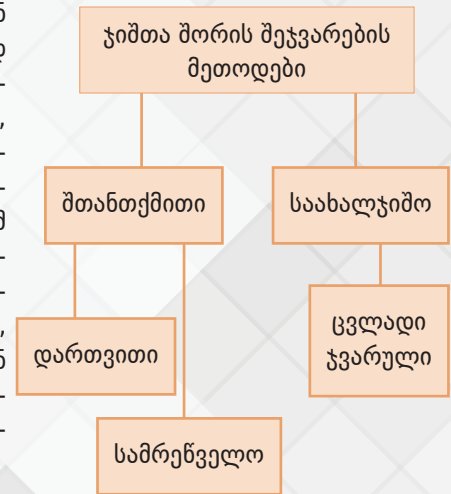 ჯიშთა შორის შეჯვარების
მეთოდები
შთანთქმითი
საახალჯიშო
დართვითი
ცვლადი
ჯვარული
სამრეწველო